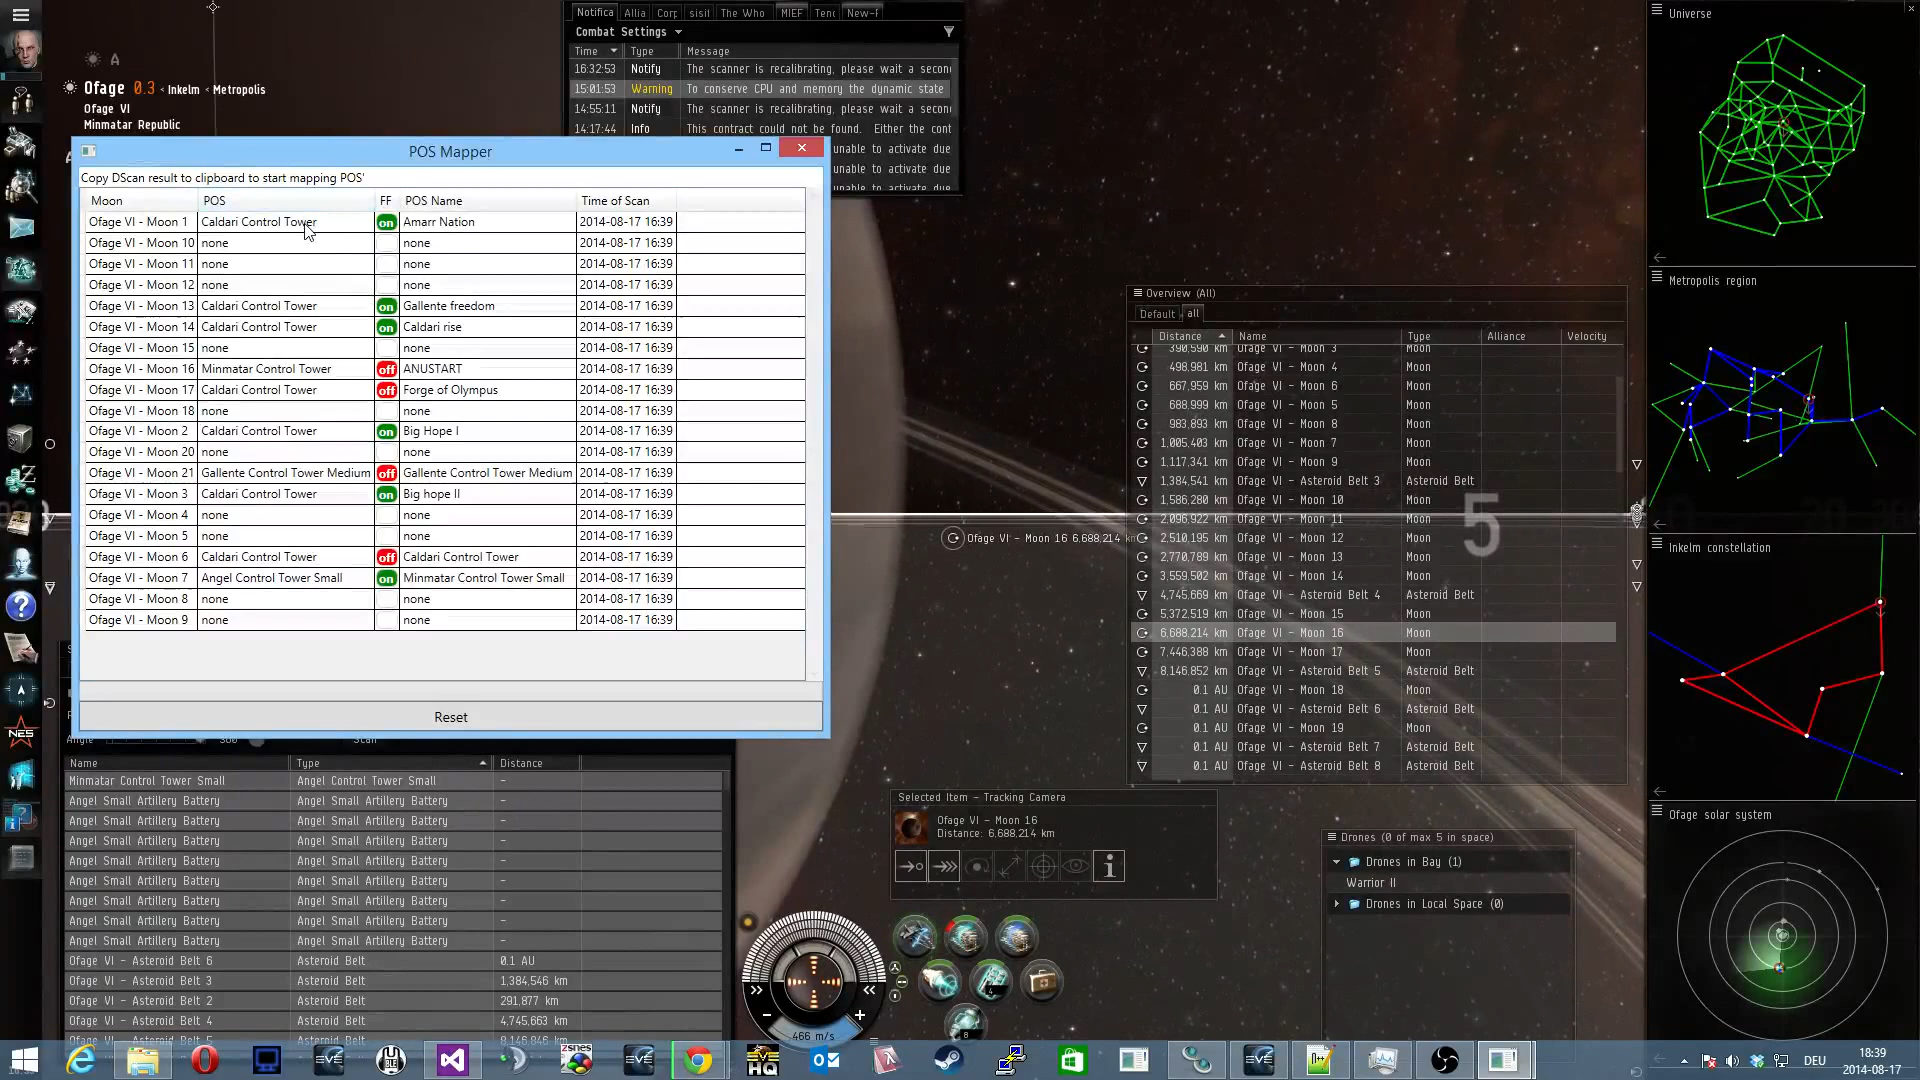 Ofage 0.3 < Inkelm < Metropolis
Ofage VI
Minmatar Republic
Notifica Allia Corp sisit The Who MIEF Tenc New-F
Combat Settings
Time Type Message
16:32:53 Notify The scanner is recalibrating, please wait a second
15:01:53 Warning To conserve CPU and memory the dynamic state
14:55:11 Notify The scanner is recalibrating, please wait a second
14:17:44 Info This contract could not be found. Either the cont
unable to activate due
unable to activate due
unable to activate due
POS Mapper
Copy DScan result to clipboard to start mapping POS'
Moon POS FF POS Name Time of Scan
Ofage VI - Moon 1 Caldari Control Tower on Amarr Nation 2014-08-17 16:39
Ofage VI - Moon 10 none none 2014-08-17 16:39
Ofage VI - Moon 11 none none 2014-08-17 16:39
Ofage VI - Moon 12 none none 2014-08-17 16:39
Ofage VI - Moon 13 Caldari Control Tower on Gallente freedom 2014-08-17 16:39
Ofage VI - Moon 14 Caldari Control Tower on Caldari rise 2014-08-17 16:39
Ofage VI - Moon 15 none none 2014-08-17 16:39
Ofage VI - Moon 16 Minmatar Control Tower off ANUSTART 2014-08-17 16:39
Ofage VI - Moon 17 Caldari Control Tower off Forge of Olympus 2014-08-17 16:39
Ofage VI - Moon 18 none none 2014-08-17 16:39
Ofage VI - Moon 2 Caldari Control Tower on Big Hope I 2014-08-17 16:39
Ofage VI - Moon 20 none none 2014-08-17 16:39
Ofage VI - Moon 21 Gallente Control Tower Medium off Gallente Control Tower Medium 2014-08-17 16:39
Ofage VI - Moon 3 Caldari Control Tower on Big hope II 2014-08-17 16:39
Ofage VI - Moon 4 none none 2014-08-17 16:39
Ofage VI - Moon 5 none none 2014-08-17 16:39
Ofage VI - Moon 6 Caldari Control Tower off Caldari Control Tower 2014-08-17 16:39
Ofage VI - Moon 7 Angel Control Tower Small on Minmatar Control Tower Small 2014-08-17 16:39
Ofage VI - Moon 8 none none 2014-08-17 16:39
Ofage VI - Moon 9 none none 2014-08-17 16:39
Reset
Angle 360 Scan
Name Type Distance
Minmatar Control Tower Small Angel Control Tower Small -
Angel Small Artillery Battery Angel Small Artillery Battery -
Angel Small Artillery Battery Angel Small Artillery Battery -
Angel Small Artillery Battery Angel Small Artillery Battery -
Angel Small Artillery Battery Angel Small Artillery Battery -
Angel Small Artillery Battery Angel Small Artillery Battery -
Angel Small Artillery Battery Angel Small Artillery Battery -
Angel Small Artillery Battery Angel Small Artillery Battery -
Angel Small Artillery Battery Angel Small Artillery Battery -
Ofage VI - Asteroid Belt 6 Asteroid Belt 0.1 AU
Ofage VI - Asteroid Belt 3 Asteroid Belt 1,384,546 km
Ofage VI - Asteroid Belt 2 Asteroid Belt 291,877 km
Ofage VI - Asteroid Belt 4 Asteroid Belt 4,745,663 km
Ofage VI - Asteroid Belt 5 Asteroid Belt 8,146,846 km
Ofage VI - Moon 16 6,688,214 km
5
Overview (All)
Default all
Distance Name Type Alliance Velocity
390,590 km Ofage VI - Moon 3 Moon
498,981 km Ofage VI - Moon 4 Moon
667,959 km Ofage VI - Moon 6 Moon
688,999 km Ofage VI - Moon 5 Moon
983,893 km Ofage VI - Moon 8 Moon
1,005,403 km Ofage VI - Moon 7 Moon
1,117,341 km Ofage VI - Moon 9 Moon
1,384,541 km Ofage VI - Asteroid Belt 3 Asteroid Belt
1,586,280 km Ofage VI - Moon 10 Moon
2,096,922 km Ofage VI - Moon 11 Moon
2,510,195 km Ofage VI - Moon 12 Moon
2,770,789 km Ofage VI - Moon 13 Moon
3,559,502 km Ofage VI - Moon 14 Moon
4,745,669 km Ofage VI - Asteroid Belt 4 Asteroid Belt
5,372,519 km Ofage VI - Moon 15 Moon
6,688,214 km Ofage VI - Moon 16 Moon
7,446,388 km Ofage VI - Moon 17 Moon
8,146,852 km Ofage VI - Asteroid Belt 5 Asteroid Belt
0.1 AU Ofage VI - Moon 18 Moon
0.1 AU Ofage VI - Asteroid Belt 6 Asteroid Belt
0.1 AU Ofage VI - Moon 19 Moon
0.1 AU Ofage VI - Asteroid Belt 7 Asteroid Belt
0.1 AU Ofage VI - Asteroid Belt 8 Asteroid Belt
Selected Item - Tracking Camera
Ofage VI - Moon 16
Distance: 6,688,214 km
466 m/s
Drones (0 of max 5 in space)
Drones in Bay (1)
Warrior II
Drones in Local Space (0)
Universe
Metropolis region
Inkelm constellation
Ofage solar system
NES
DEU
18:39
2014-08-17